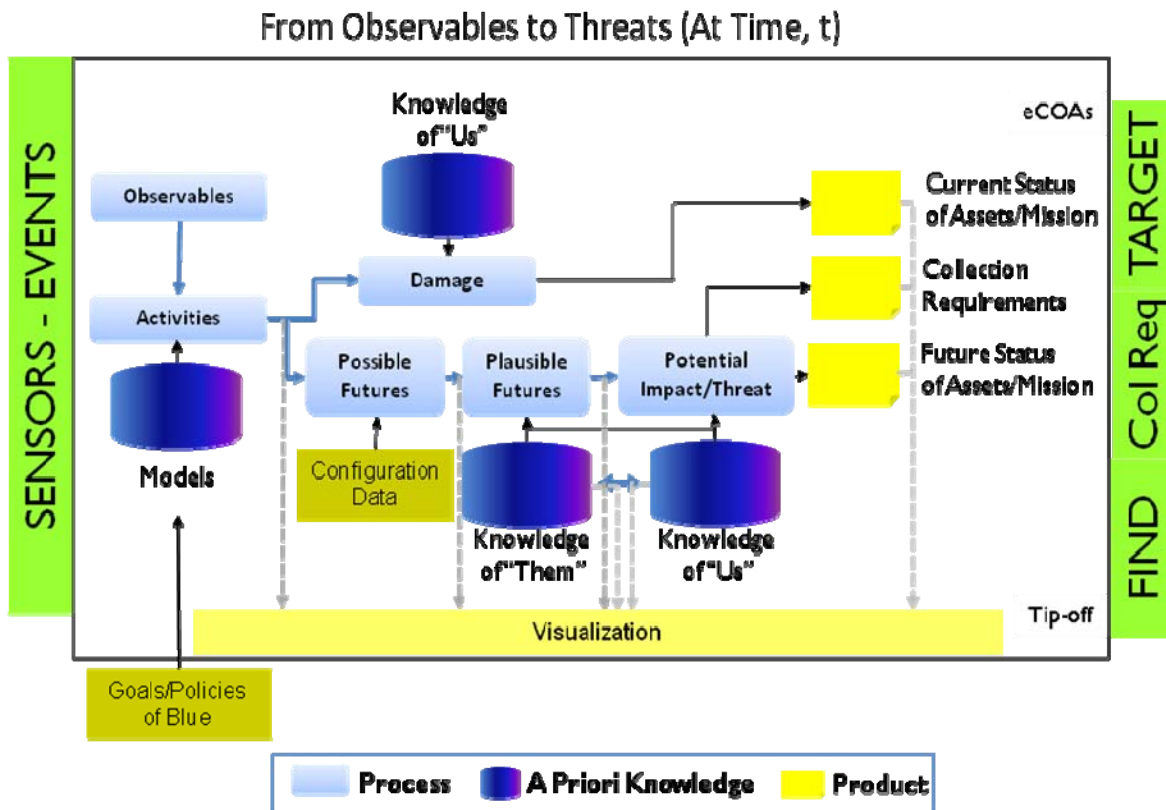 From Observables to Threats (At Time, t)
SENSORS - EVENTS
Knowledge
of "Us"
eCOAs
Observables
Current Status
of Assets/Mission
TARGET
Damage
Collection
Requirements
Activities
Possible
Futures
Plausible
Futures
Potential
Impact/Threat
Future Status
of Assets/Mission
Col Req
Models
Configuration
Data
Knowledge
of "Them"
Knowledge
of "Us"
FIND
Visualization
Tip-off
Goals/Policies
of Blue
Process
A Priori Knowledge
Product